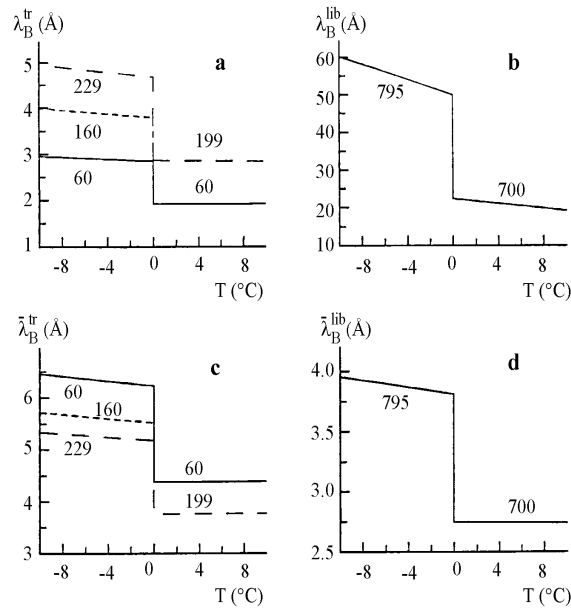 λ_B^tr (Å)
a
5
4
3
2
1
229
160
60
199
60
-8 -4 0 4 8
T (°C)
λ_B^lib (Å)
b
60
50
40
30
20
10
795
700
-8 -4 0 4 8
T (°C)
λ̄_B^tr (Å)
c
6
5
4
3
60
160
229
60
199
-8 -4 0 4 8
T (°C)
λ̄_B^lib (Å)
d
4.0
3.5
3.0
2.5
795
700
-8 -4 0 4 8
T (°C)